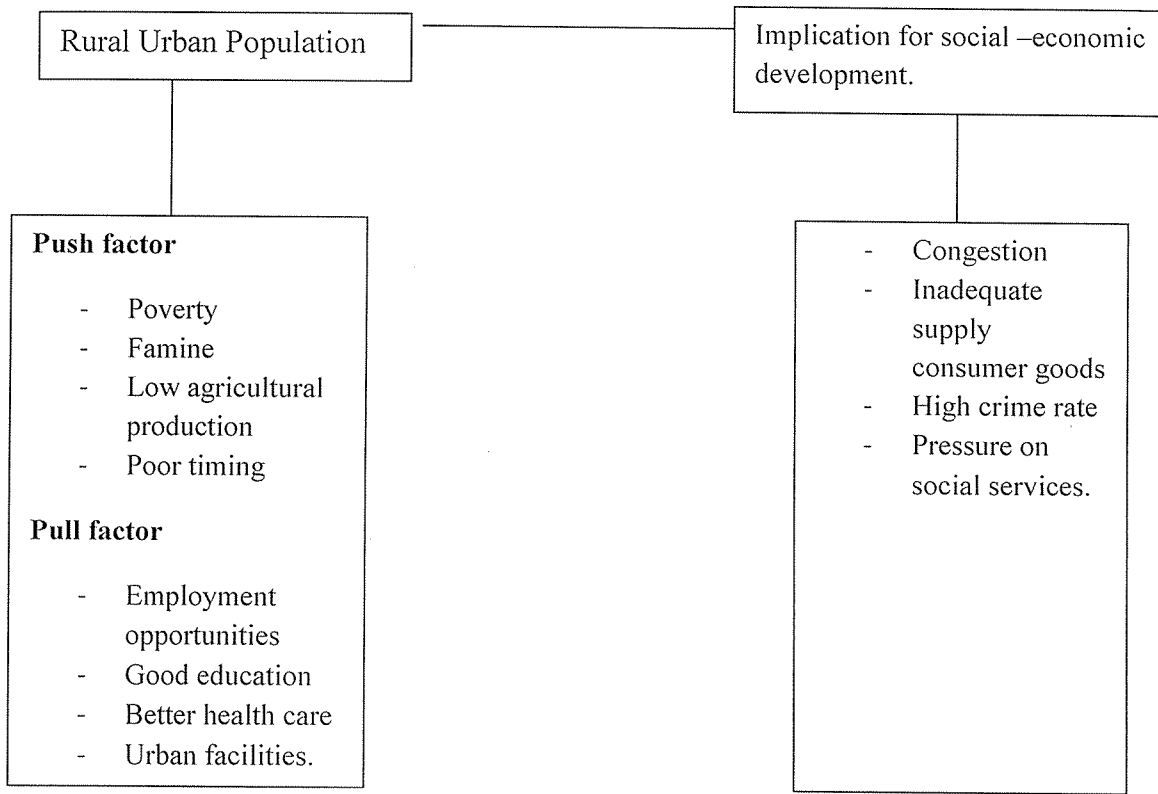 Rural Urban Population
Implication for social –economic
development.
Push factor
- Poverty
- Famine
- Low agricultural
production
- Poor timing
Pull factor
- Employment
opportunities
- Good education
- Better health care
- Urban facilities.
- Congestion
- Inadequate
supply
consumer goods
- High crime rate
- Pressure on
social services.